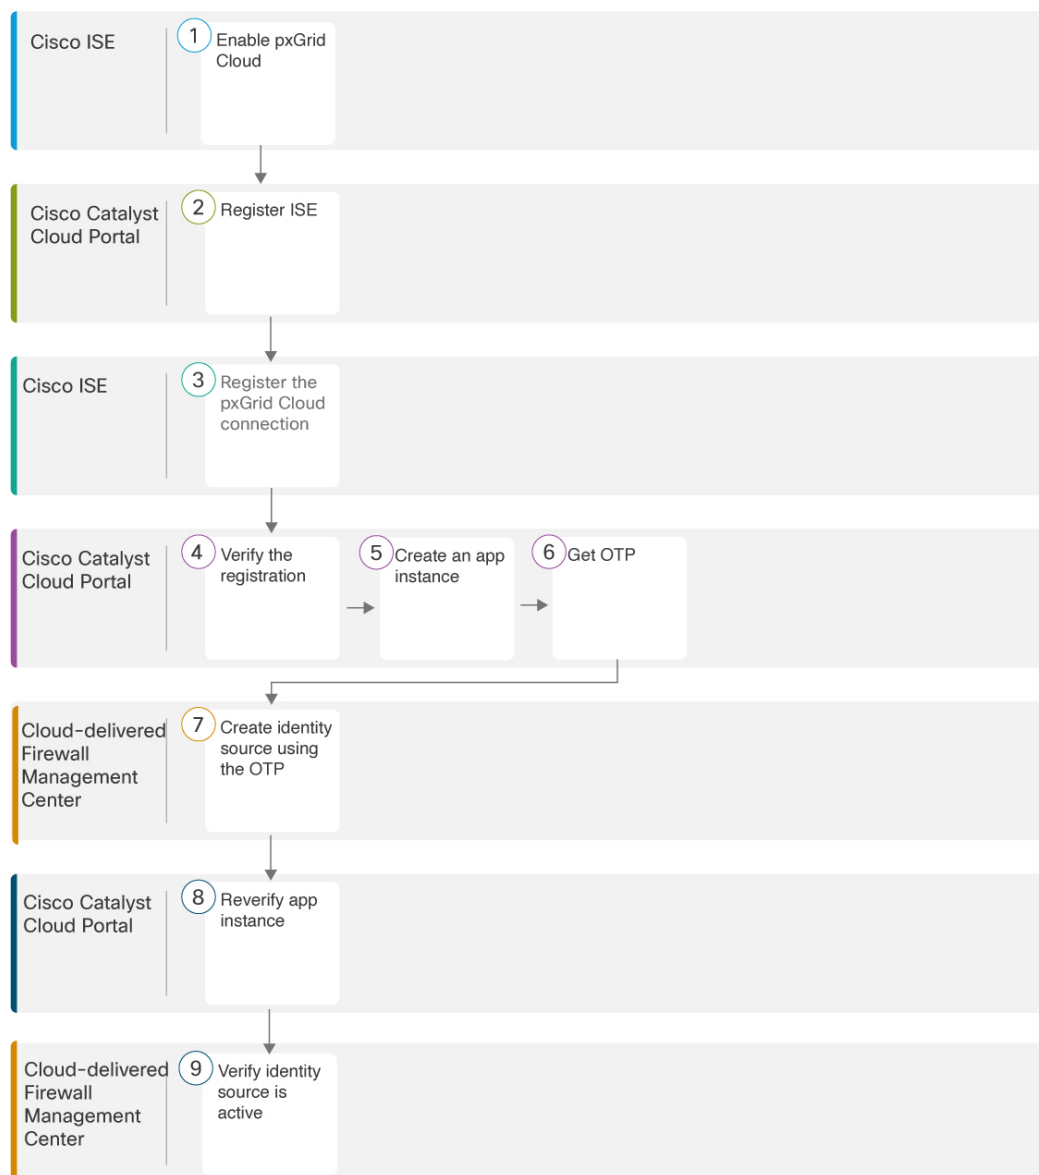 Cisco ISE
1
Enable pxGrid
Cloud
Cisco Catalyst
Cloud Portal
2
Register ISE
Cisco ISE
3
Register the
pxGrid Cloud
connection
Cisco Catalyst
Cloud Portal
4
Verify the
registration
5
Create an app
instance
6
Get OTP
Cloud-delivered
Firewall
Management
Center
7
Create identity
source using
the OTP
Cisco Catalyst
Cloud Portal
8
Reverify app
instance
Cloud-delivered
Firewall
Management
Center
9
Verify identity
source is
active